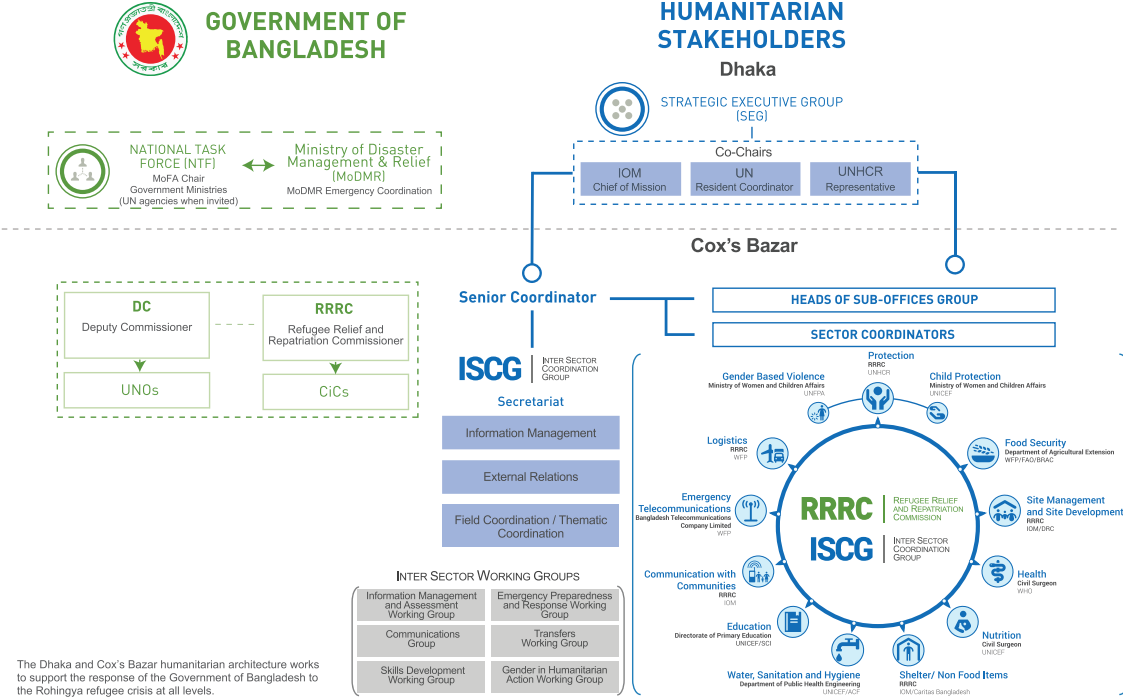 গণপ্রজাতন্ত্রী বাংলাদেশ
সরকার
GOVERNMENT OF
BANGLADESH
HUMANITARIAN
STAKEHOLDERS
Dhaka
STRATEGIC EXECUTIVE GROUP
(SEG)
NATIONAL TASK
FORCE (NTF)
MoFA Chair
Government Ministries
(UN agencies when invited)
Ministry of Disaster
Management & Relief
(MoDMR)
MoDMR Emergency Coordination
Co-Chairs
IOM
Chief of Mission
UN
Resident Coordinator
UNHCR
Representative
Cox's Bazar
DC
Deputy Commissioner
RRRC
Refugee Relief and
Repatriation Commissioner
UNOs
CiCs
Senior Coordinator
HEADS OF SUB-OFFICES GROUP
SECTOR COORDINATORS
ISCG
INTER SECTOR
COORDINATION
GROUP
Secretariat
Information Management
External Relations
Field Coordination / Thematic
Coordination
Protection
RRRC
UNHCR
Gender Based Violence
Ministry of Women and Children Affairs
UNFPA
Child Protection
Ministry of Women and Children Affairs
UNICEF
Logistics
RRRC
WFP
Food Security
Department of Agricultural Extension
WFP/FAO/BRAC
Emergency
Telecommunications
Bangladesh Telecommunications
Company Limited
WFP
Site Management
and Site Development
RRRC
IOM/DRC
RRRC
REFUGEE RELIEF
AND REPATRIATION
COMMISSION
ISCG
INTER SECTOR
COORDINATION
GROUP
Communication with
Communities
RRRC
IOM
Health
Civil Surgeon
WHO
Education
Directorate of Primary Education
UNICEF/SCI
Nutrition
Civil Surgeon
UNICEF
Water, Sanitation and Hygiene
Department of Public Health Engineering
UNICEF/ACF
Shelter/ Non Food Items
RRRC
IOM/Caritas Bangladesh
INTER SECTOR WORKING GROUPS
Information Management
and Assessment
Working Group
Emergency Preparedness
and Response Working
Group
Communications
Group
Transfers
Working Group
Skills Development
Working Group
Gender in Humanitarian
Action Working Group
The Dhaka and Cox's Bazar humanitarian architecture works
to support the response of the Government of Bangladesh to
the Rohingya refugee crisis at all levels.